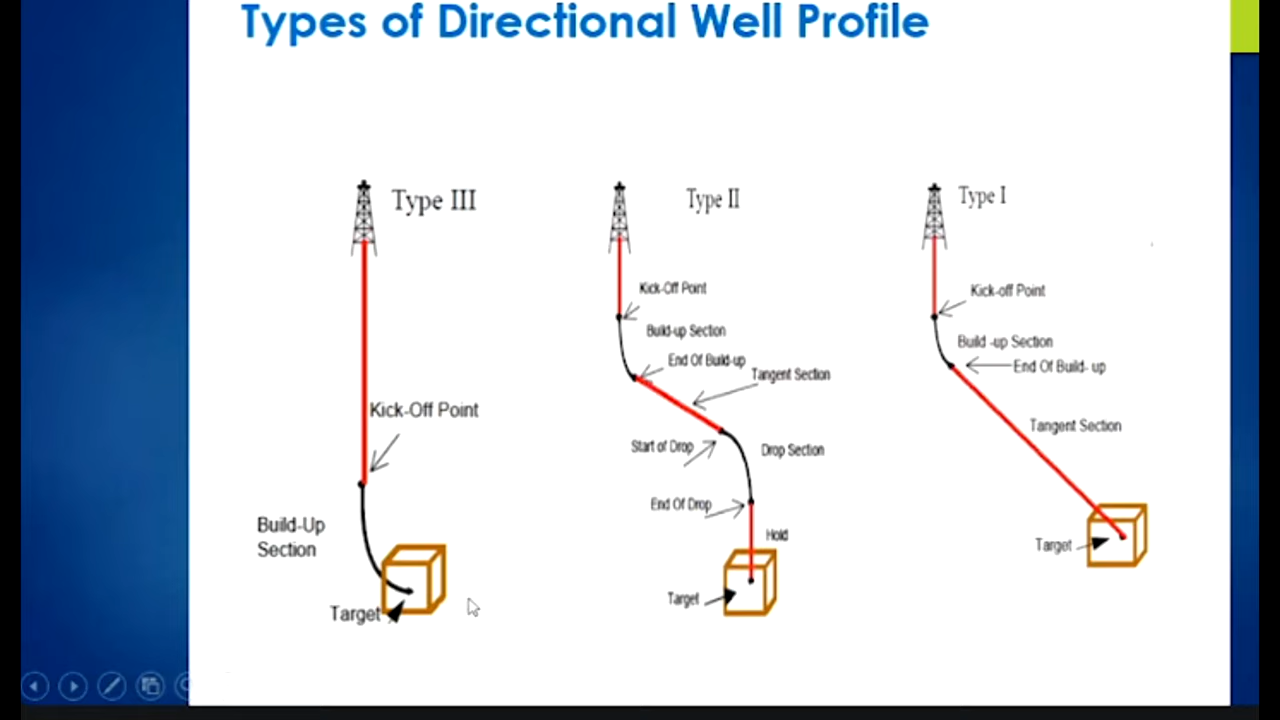 Types of Directional Well Profile
Type III
Kick-Off Point
Build-Up
Section
Target
Type II
Kick-Off Point
Build-up Section
End Of Build-up
Tangent Section
Start of Drop
Drop Section
End Of Drop
Hold
Target
Type I
Kick-off Point
Build -up Section
End Of Build- up
Tangent Section
Target